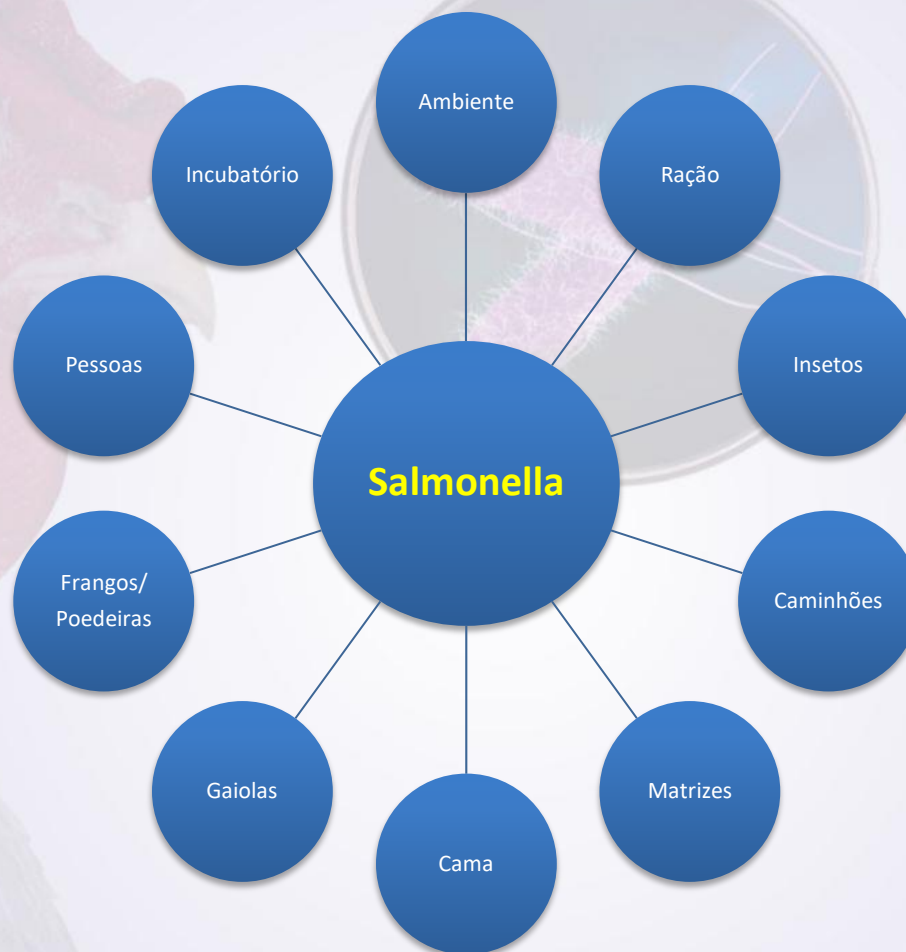 Ambiente
Incubatório
Ração
Pessoas
Insetos
Salmonella
Frangos/
Poedeiras
Caminhões
Gaiolas
Matrizes
Cama